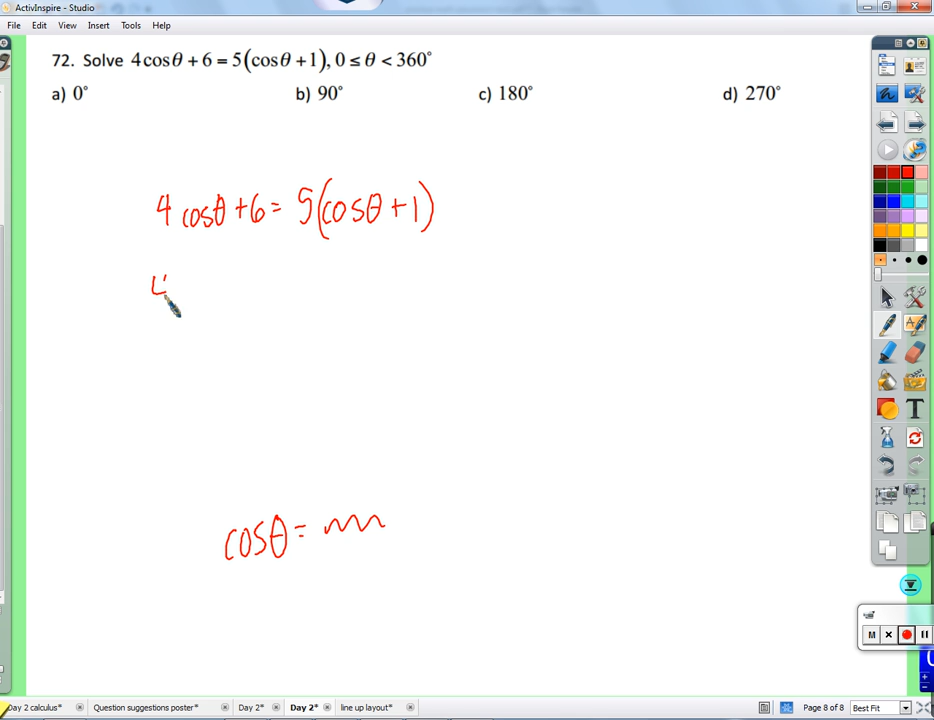 ActivInspire - Studio
File Edit View Insert Tools Help
72. Solve 4cosθ + 6 = 5(cosθ + 1), 0 ≤ θ < 360°
a) 0° b) 90° c) 180° d) 270°
4 cosθ + 6 = 5(cosθ + 1)
4
cosθ =
M
Day 2 calculus* Question suggestions poster* Day 2* Day 2* line up layout* Page 8 of 8 Best Fit